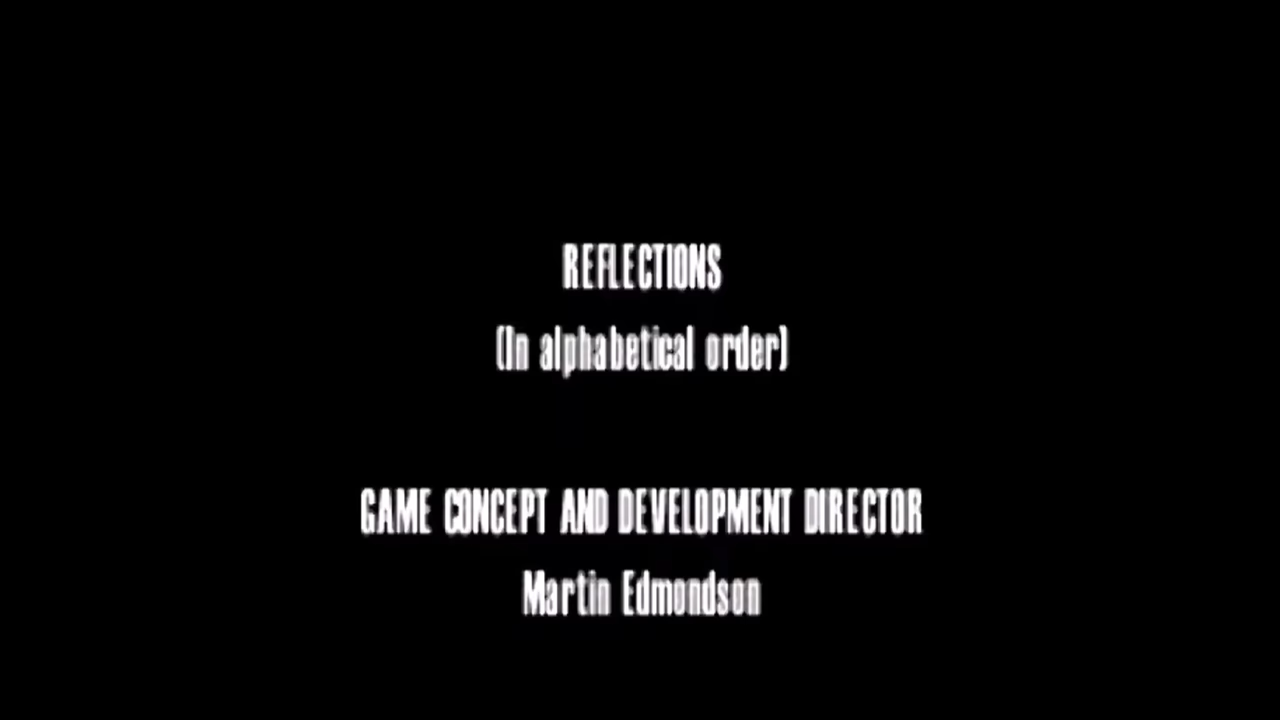 REFLECTIONS
(In alphabetical order)
GAME CONCEPT AND DEVELOPMENT DIRECTOR
Martin Edmondson